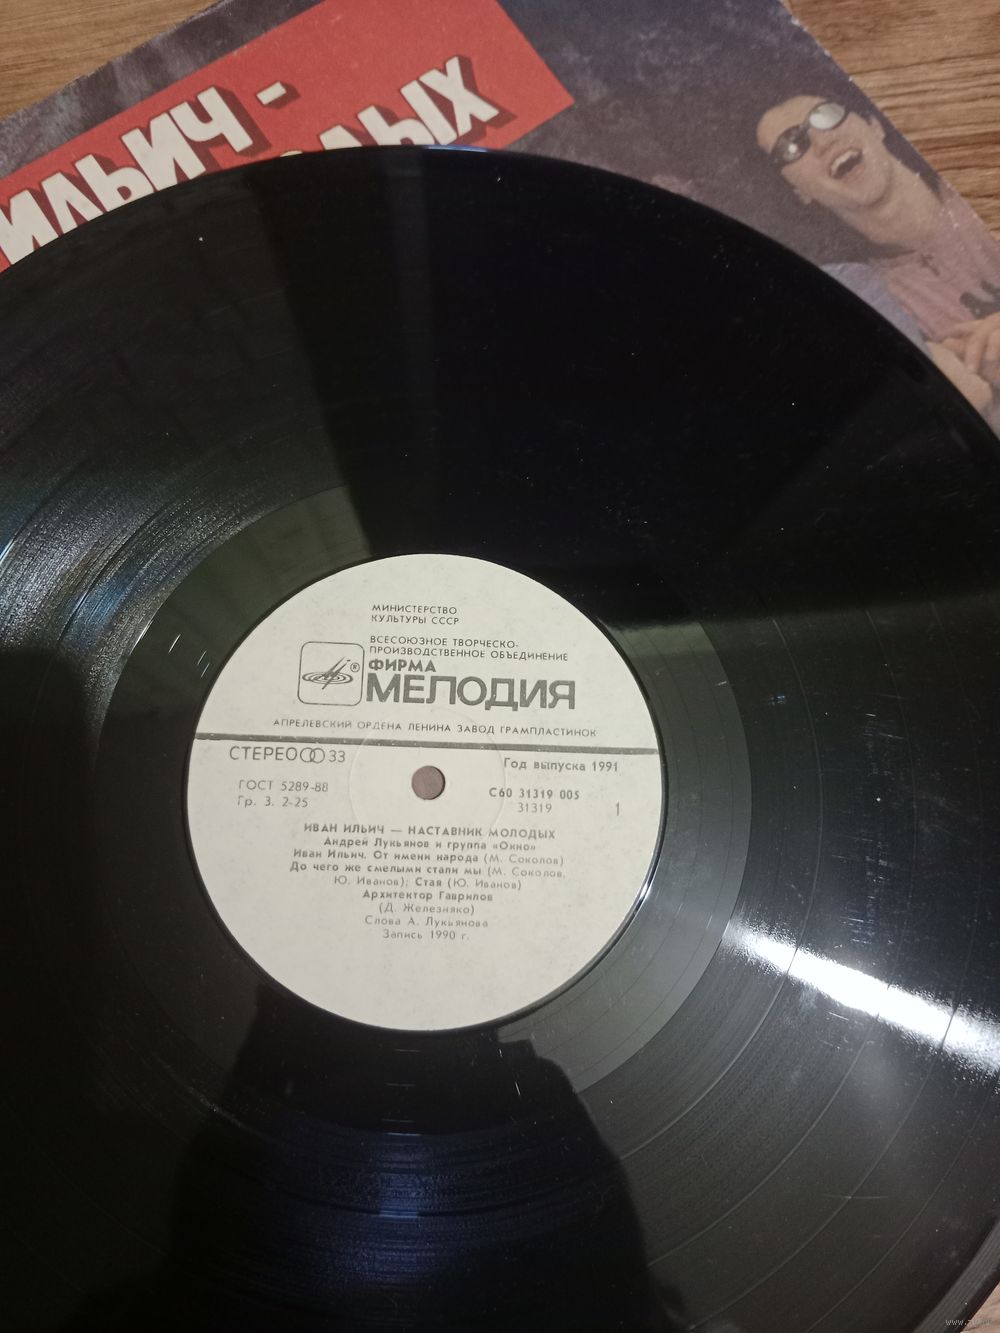 ИЛЬИЧ -
ЛЫХ
МИНИСТЕРСТВО
КУЛЬТУРЫ СССР
ВСЕСОЮЗНОЕ ТВОРЧЕСКО-
ПРОИЗВОДСТВЕННОЕ ОБЪЕДИНЕНИЕ
ФИРМА
®
МЕЛОДИЯ
АПРЕЛЕВСКИЙ ОРДЕНА ЛЕНИНА ЗАВОД ГРАМПЛАСТИНОК
СТЕРЕО 33
Год выпуска 1991
ГОСТ 5289-88
С60 31319 005
Гр. 3. 2-25
31319
1
ИВАН ИЛЬИЧ — НАСТАВНИК МОЛОДЫХ
Андрей Лукьянов и группа «Окно»
Иван Ильич. От имени народа (М. Соколов)
До чего же смелыми стали мы (М. Соколов,
Ю. Иванов); Стая (Ю. Иванов)
Архитектор Гаврилов
(Д. Железняко)
Слова А. Лукьянова
Запись 1990 г.